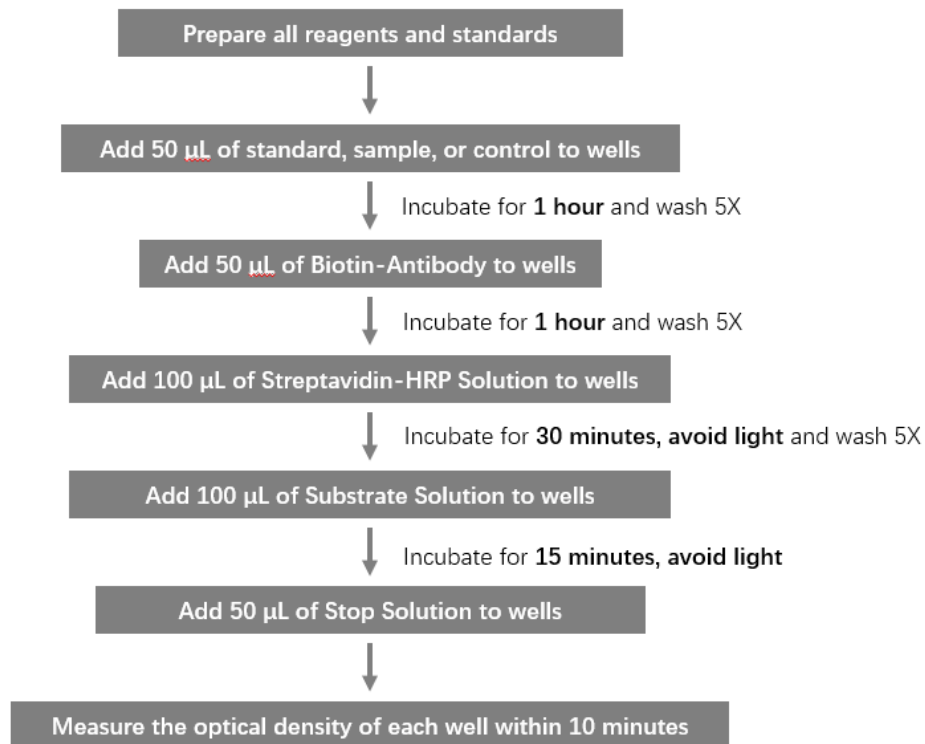 Prepare all reagents and standards
Add 50 μL of standard, sample, or control to wells
Incubate for 1 hour and wash 5X
Add 50 μL of Biotin-Antibody to wells
Incubate for 1 hour and wash 5X
Add 100 μL of Streptavidin-HRP Solution to wells
Incubate for 30 minutes, avoid light and wash 5X
Add 100 μL of Substrate Solution to wells
Incubate for 15 minutes, avoid light
Add 50 μL of Stop Solution to wells
Measure the optical density of each well within 10 minutes